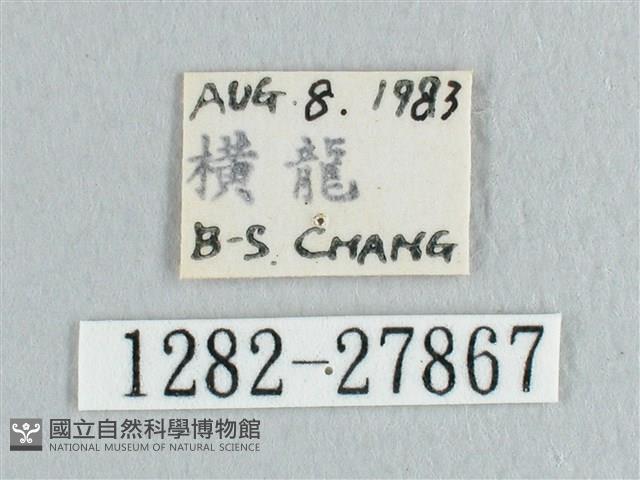 AUG. 8. 1983
橫龍
B-S. CHANG
1282-27867
國立自然科學博物館
NATIONAL MUSEUM OF NATURAL SCIENCE